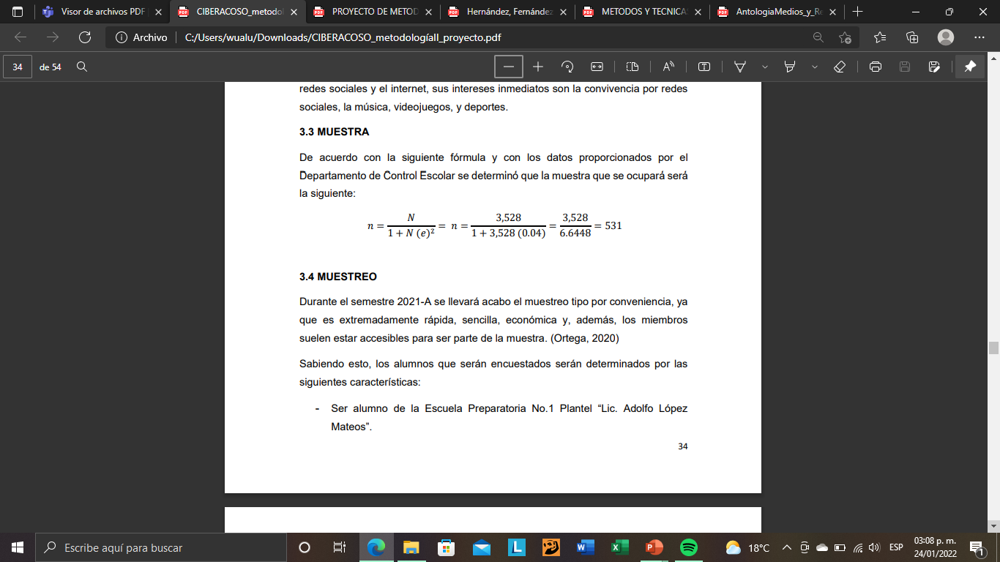 Visor de archivos PDF
CIBERACOSO_metodol
PROYECTO DE METOD
Hernández, Fernández
METODOS Y TECNICA
AntologiaMedios_y_Re
Archivo
C:/Users/wualu/Downloads/CIBERACOSO_metodologíaII_proyecto.pdf
34 de 54
redes sociales y el internet, sus intereses inmediatos son la convivencia por redes
sociales, la música, videojuegos, y deportes.
3.3 MUESTRA
De acuerdo con la siguiente fórmula y con los datos proporcionados por el
Departamento de Control Escolar se determinó que la muestra que se ocupará será
la siguiente:
n = N / 1 + N (e)² = n = 3,528 / 1 + 3,528 (0.04) = 3,528 / 6.6448 = 531
3.4 MUESTREO
Durante el semestre 2021-A se llevará acabo el muestreo tipo por conveniencia, ya
que es extremadamente rápida, sencilla, económica y, además, los miembros
suelen estar accesibles para ser parte de la muestra. (Ortega, 2020)
Sabiendo esto, los alumnos que serán encuestados serán determinados por las
siguientes características:
- Ser alumno de la Escuela Preparatoria No.1 Plantel “Lic. Adolfo López
Mateos”.
34
Escribe aquí para buscar
18°C
ESP
03:08 p. m.
24/01/2022
1